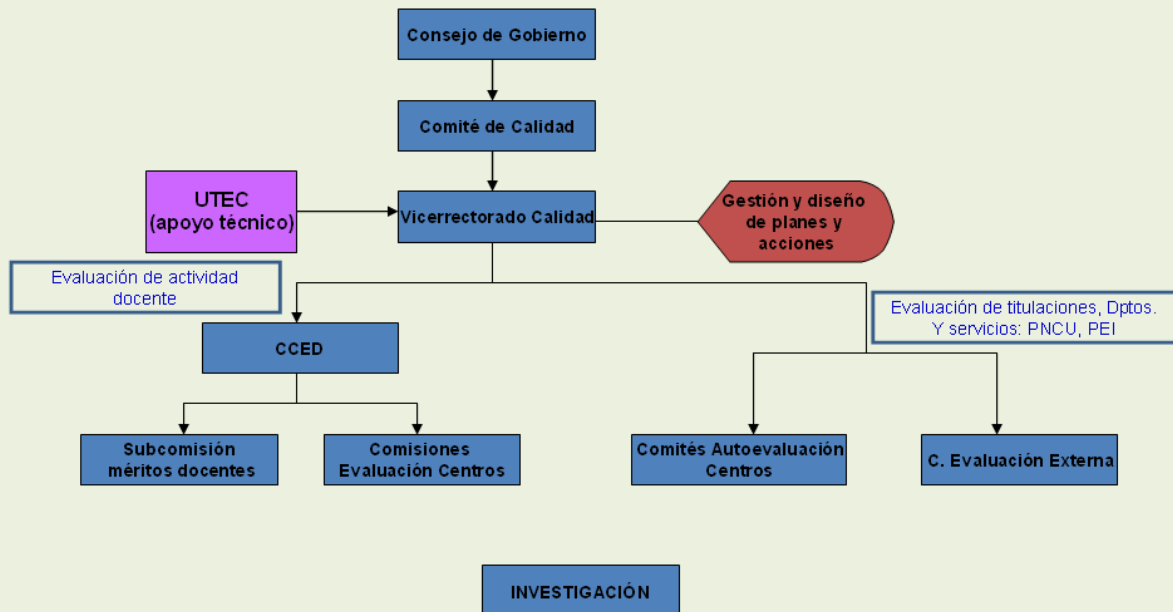 Consejo de Gobierno
Comité de Calidad
UTEC
(apoyo técnico)
Vicerrectorado Calidad
Gestión y diseño
de planes y
acciones
Evaluación de actividad
docente
Evaluación de titulaciones, Dptos.
Y servicios: PNCU, PEI
CCED
Subcomisión
méritos docentes
Comisiones
Evaluación Centros
Comités Autoevaluación
Centros
C. Evaluación Externa
INVESTIGACIÓN